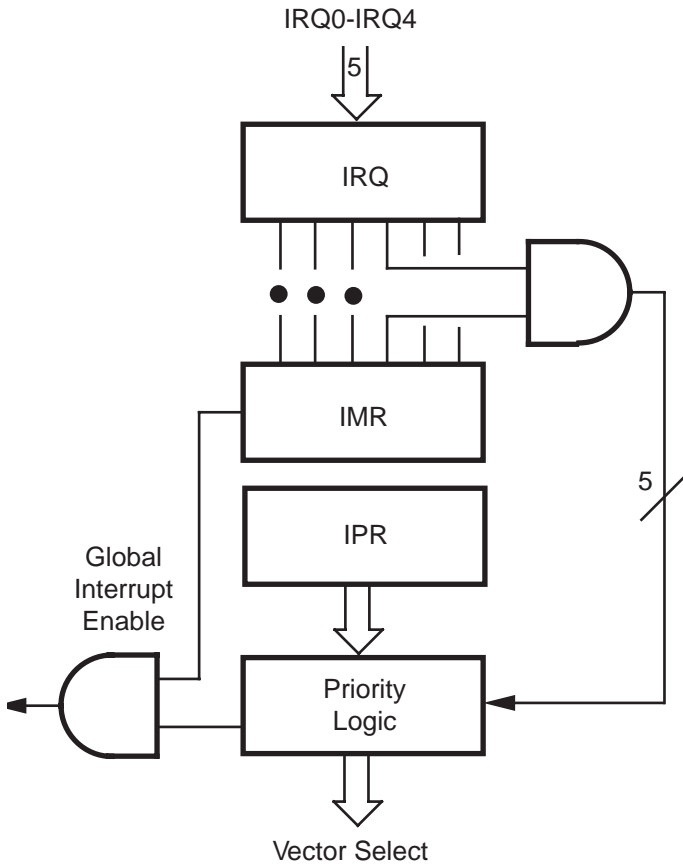 IRQ0-IRQ4
5
IRQ
IMR
5
IPR
Global
Interrupt
Enable
Priority
Logic
Vector Select